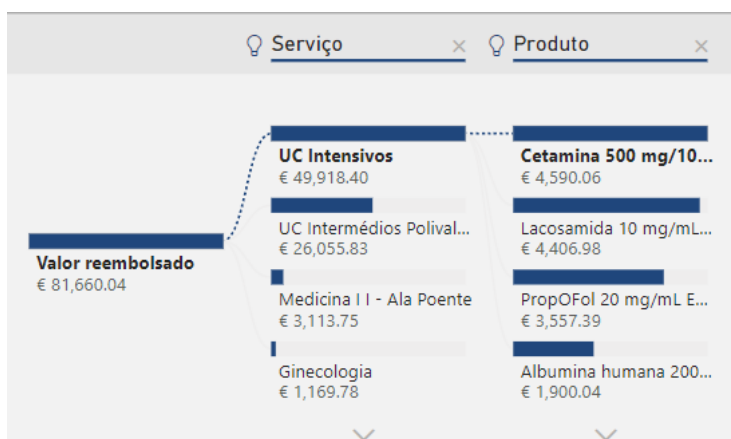 Serviço
Produto
Valor reembolsado
€ 81,660.04
UC Intensivos
€ 49,918.40
UC Intermédios Polival...
€ 26,055.83
Medicina I I - Ala Poente
€ 3,113.75
Ginecologia
€ 1,169.78
Cetamina 500 mg/10...
€ 4,590.06
Lacosamida 10 mg/mL...
€ 4,406.98
PropOFol 20 mg/mL E...
€ 3,557.39
Albumina humana 200...
€ 1,900.04